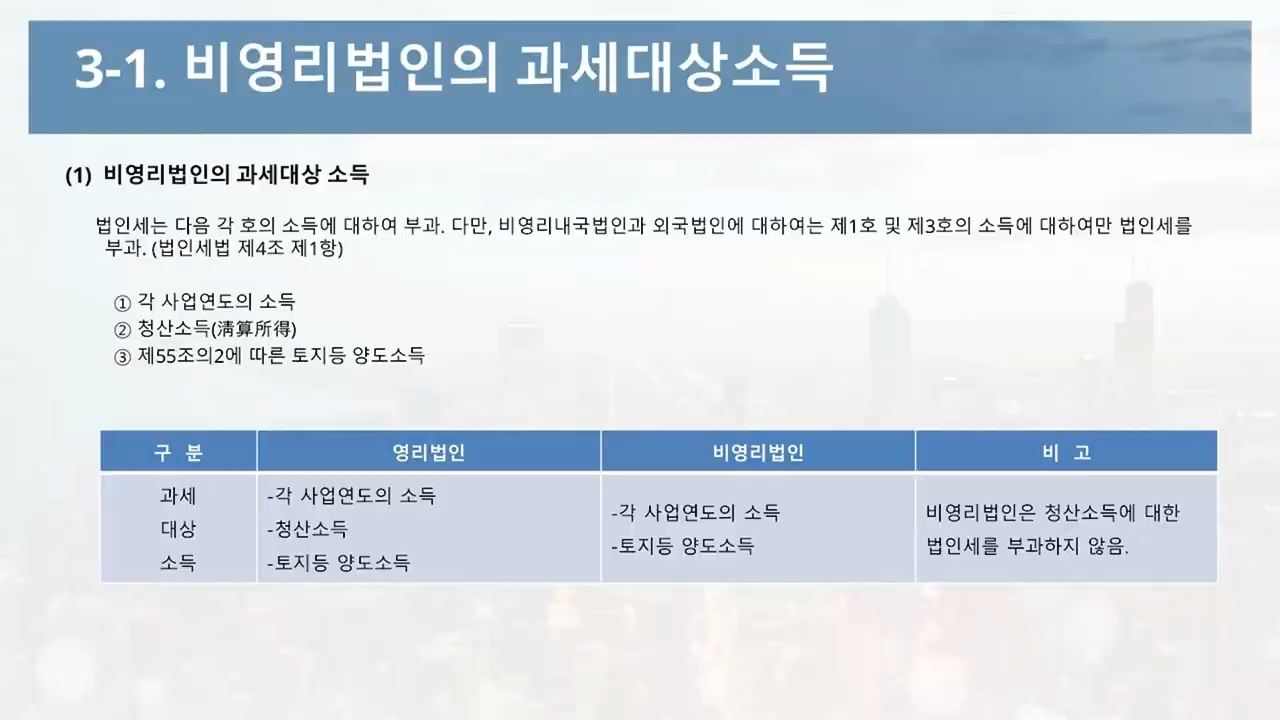 3-1. 비영리법인의 과세대상소득
(1) 비영리법인의 과세대상 소득
법인세는 다음 각 호의 소득에 대하여 부과. 다만, 비영리내국법인과 외국법인에 대하여는 제1호 및 제3호의 소득에 대하여만 법인세를
부과. (법인세법 제4조 제1항)
① 각 사업연도의 소득
② 청산소득(淸算所得)
③ 제55조의2에 따른 토지등 양도소득
구 분 영리법인 비영리법인 비 고
과세
대상
소득
-각 사업연도의 소득
-청산소득
-토지등 양도소득
-각 사업연도의 소득
-토지등 양도소득
비영리법인은 청산소득에 대한
법인세를 부과하지 않음.